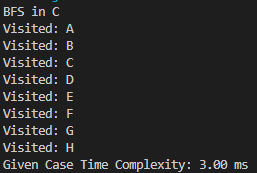 BFS in C
Visited: A
Visited: B
Visited: C
Visited: D
Visited: E
Visited: F
Visited: G
Visited: H
Given Case Time Complexity: 3.00 ms